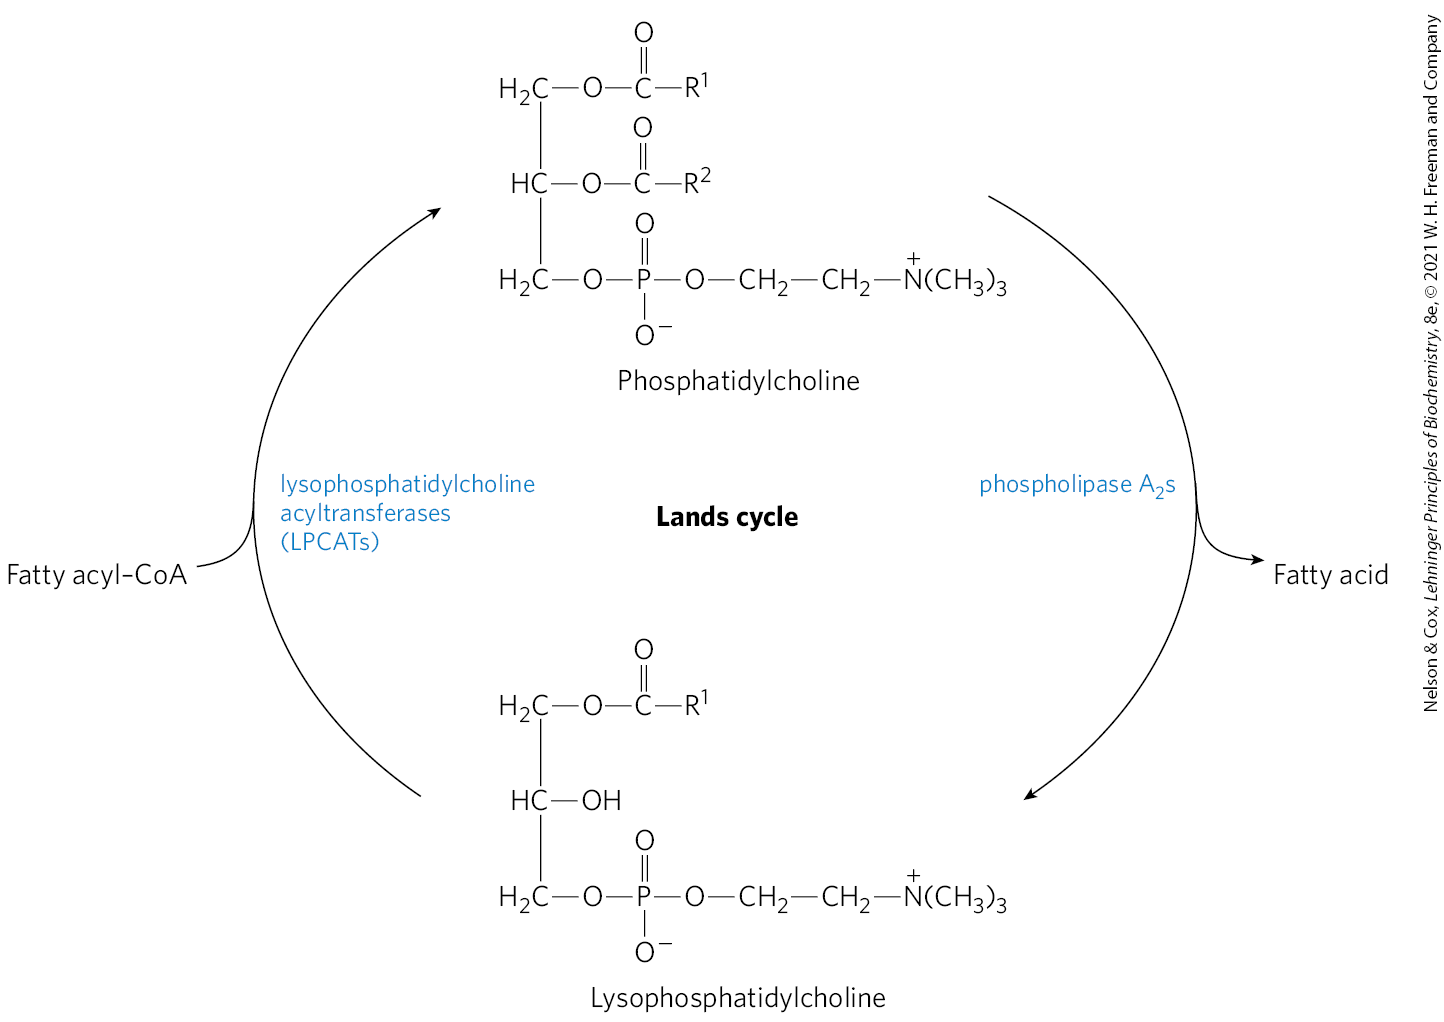 O
H₂C—O—C—R¹
O
HC—O—C—R²
O
H₂C—O—P—O—CH₂—CH₂—N(CH₃)₃
+
O⁻
Phosphatidylcholine
lysophosphatidylcholine
acyltransferases
(LPCATs)
Lands cycle
phospholipase A₂s
Fatty acyl–CoA
Fatty acid
O
H₂C—O—C—R¹
HC—OH
O
H₂C—O—P—O—CH₂—CH₂—N(CH₃)₃
+
O⁻
Lysophosphatidylcholine
Nelson & Cox, Lehninger Principles of Biochemistry, 8e, © 2021 W. H. Freeman and Company